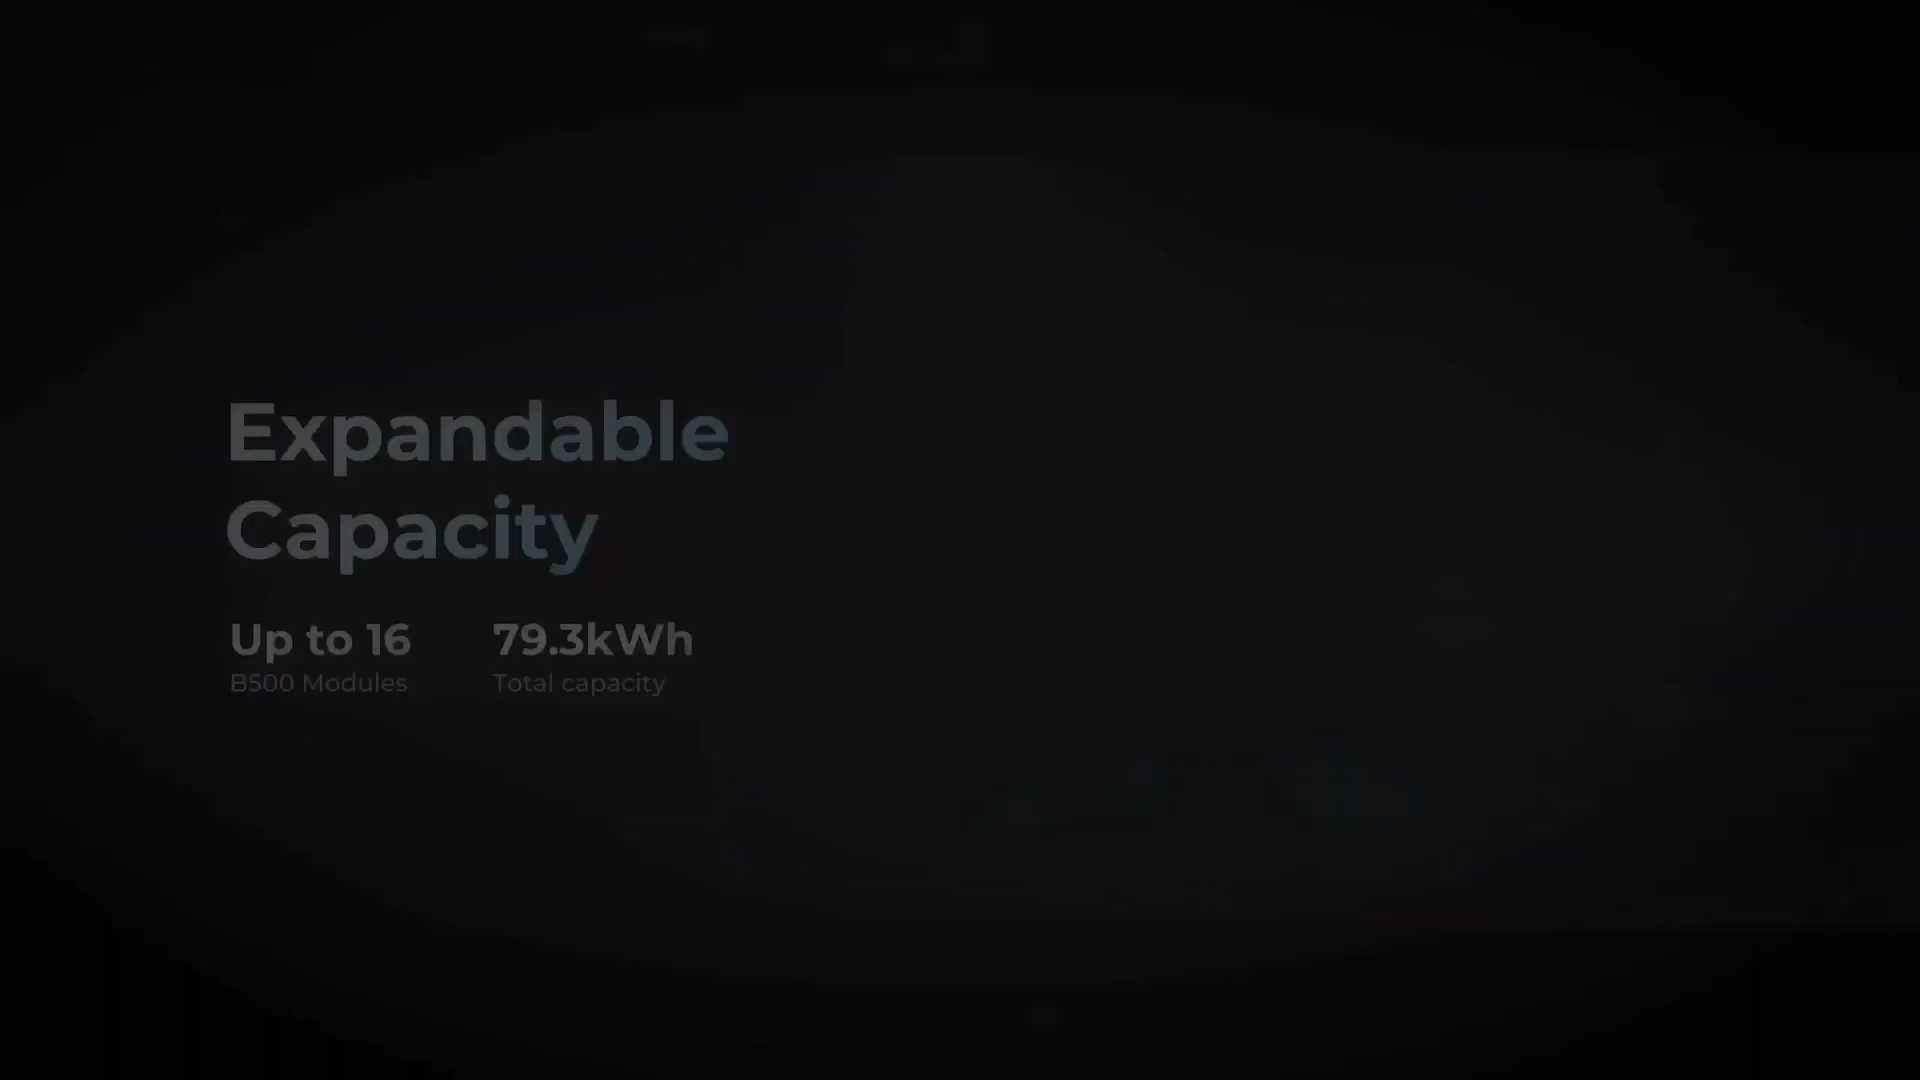 Expandable
Capacity
Up to 16 79.3kWh
B500 Modules Total capacity